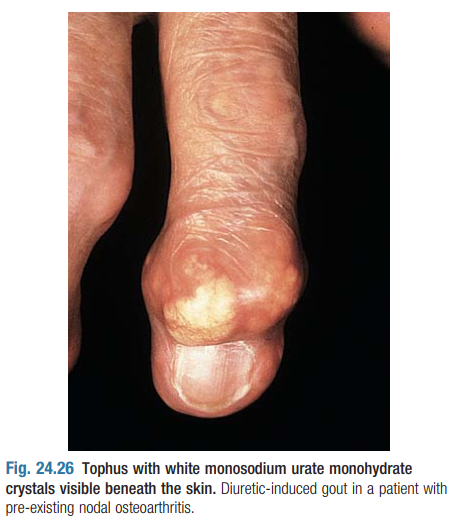 Fig. 24.26 Tophus with white monosodium urate monohydrate
crystals visible beneath the skin. Diuretic-induced gout in a patient with
pre-existing nodal osteoarthritis.